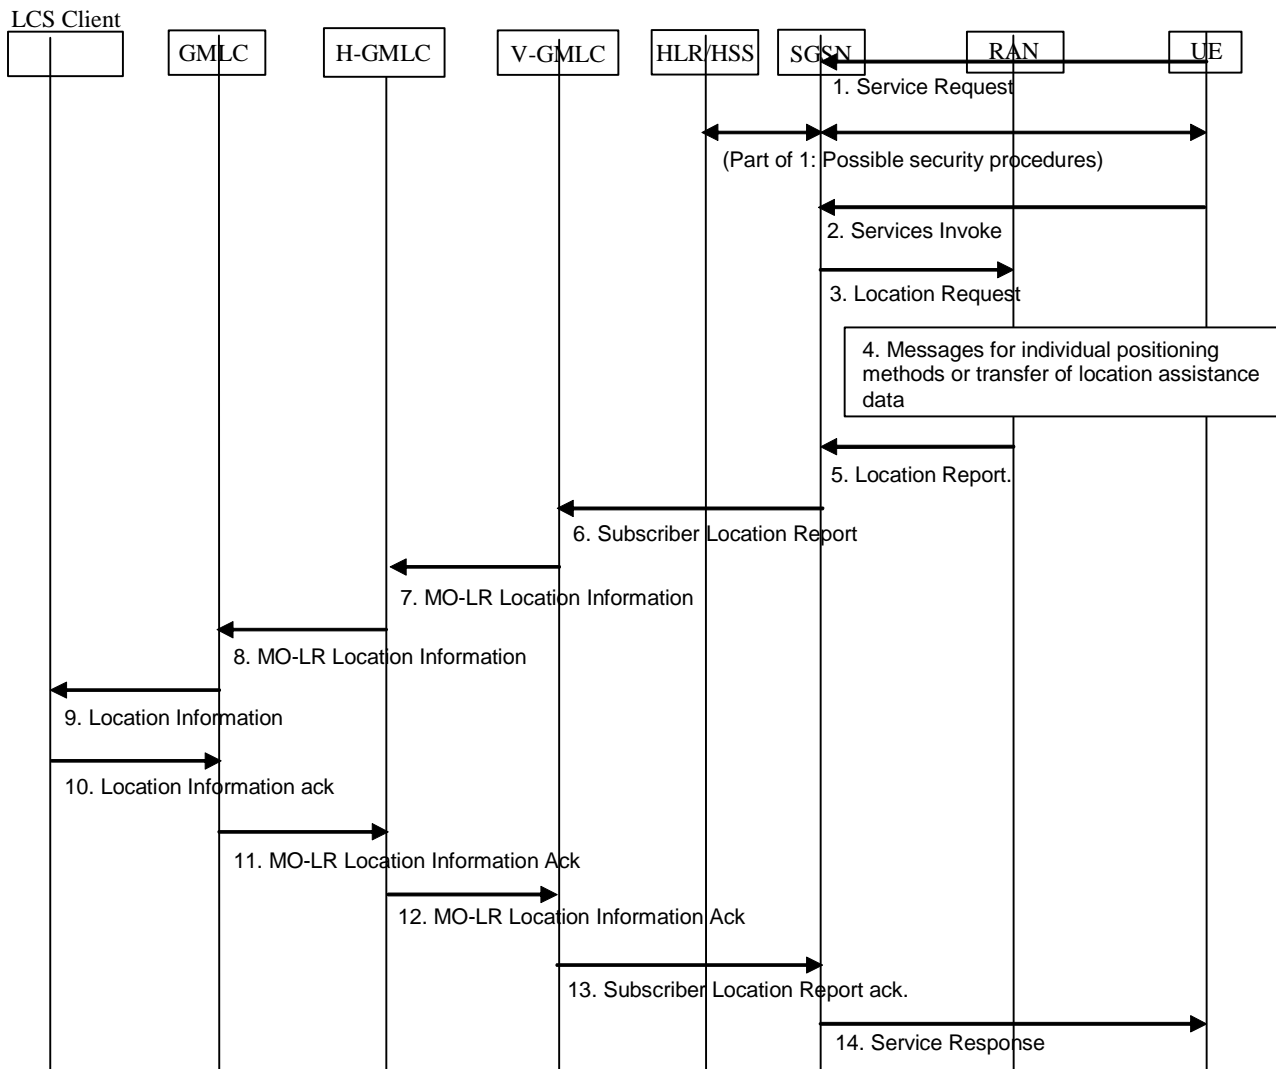 LCS Client
GMLC
H-GMLC
V-GMLC
HLR/HSS
SGSN
RAN
UE
1. Service Request
(Part of 1: Possible security procedures)
2. Services Invoke
3. Location Request
4. Messages for individual positioning
methods or transfer of location assistance
data
5. Location Report.
6. Subscriber Location Report
7. MO-LR Location Information
8. MO-LR Location Information
9. Location Information
10. Location Information ack
11. MO-LR Location Information Ack
12. MO-LR Location Information Ack
13. Subscriber Location Report ack.
14. Service Response